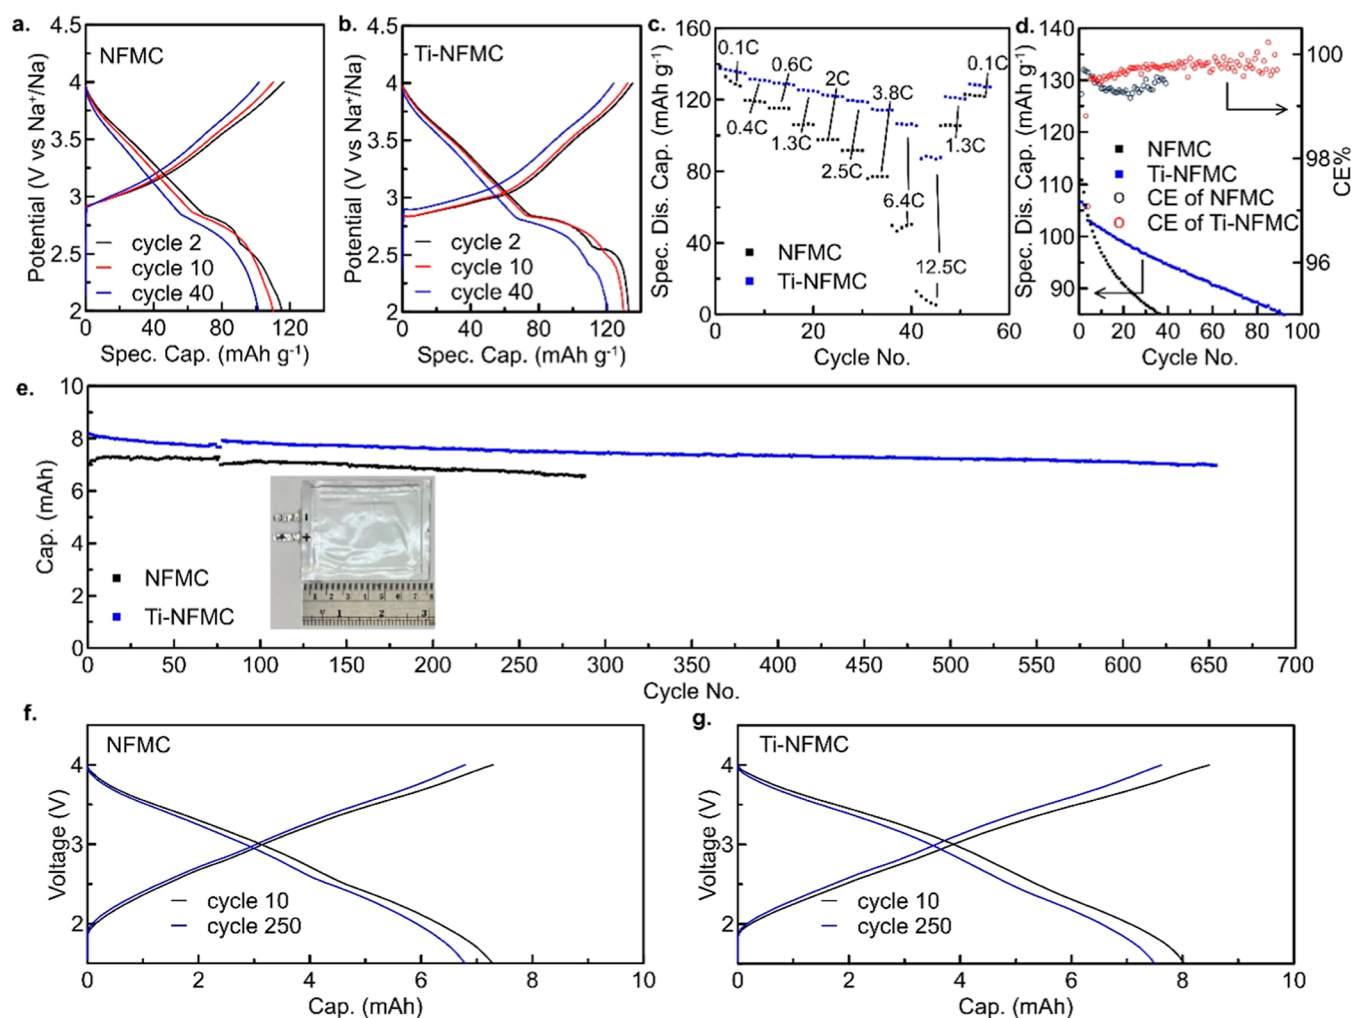 a.
4.5
4
3.5
3
2.5
2
Potential (V vs Na⁺/Na)
NFMC
cycle 2
cycle 10
cycle 40
0 40 80 120
Spec. Cap. (mAh g⁻¹)
b.
4.5
4
3.5
3
2.5
2
Potential (V vs Na⁺/Na)
Ti-NFMC
cycle 2
cycle 10
cycle 40
0 40 80 120
Spec. Cap. (mAh g⁻¹)
c.
160
120
80
40
0
Spec. Dis. Cap. (mAh g⁻¹)
0.1C
0.4C
0.6C
1.3C
2C
2.5C
3.8C
6.4C
12.5C
1.3C
0.1C
NFMC
Ti-NFMC
0 20 40 60
Cycle No.
d.
140
130
120
110
100
90
Spec. Dis. Cap. (mAh g⁻¹)
NFMC
Ti-NFMC
CE of NFMC
CE of Ti-NFMC
100
98
96
CE%
0 20 40 60 80 100
Cycle No.
e.
10
8
6
4
2
0
Cap. (mAh)
NFMC
Ti-NFMC
0 50 100 150 200 250 300 350 400 450 500 550 600 650 700
Cycle No.
f.
4
3
2
Voltage (V)
NFMC
cycle 10
cycle 250
0 2 4 6 8 10
Cap. (mAh)
g.
4
3
2
Voltage (V)
Ti-NFMC
cycle 10
cycle 250
0 2 4 6 8 10
Cap. (mAh)